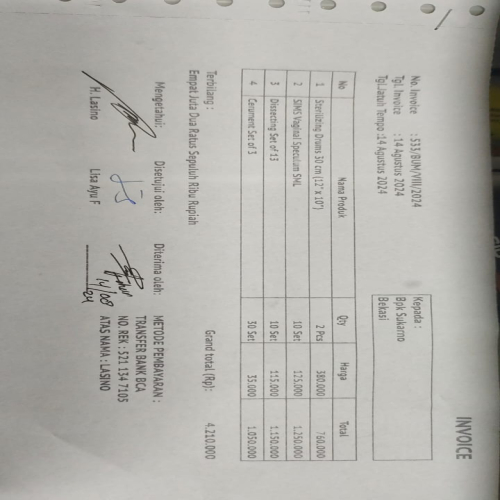 INVOICE
No. Invoice : 533/BUM/VIII/2024
Tgl. Invoice : 14 Agustus 2024
Tgl.Jatuh Tempo :14 Agustus 2024
Kepada :
Bpk Sukarno
Bekasi
No Nama Produk Qty Harga Total
1 Sterilizing Drums 30 cm (12" x 10") 2 Pcs 380.000 760.000
2 SIMS Vaginal Speculum SML 10 Set 125.000 1.250.000
3 Dissecting Set of 13 10 Set 115.000 1.150.000
4 Cerument Set of 3 30 Set 35.000 1.050.000
Grand total (Rp): 4.210.000
Terbilang :
Empat Juta Dua Ratus Sepuluh Ribu Rupiah
Mengetahui: Disetujui oleh: Diterima oleh:
H. Lasino Lisa Ayu F
14/08
24
METODE PEMBAYARAN :
TRANSFER BANK BCA
NO. REK : 521 134 7105
ATAS NAMA : LASINO